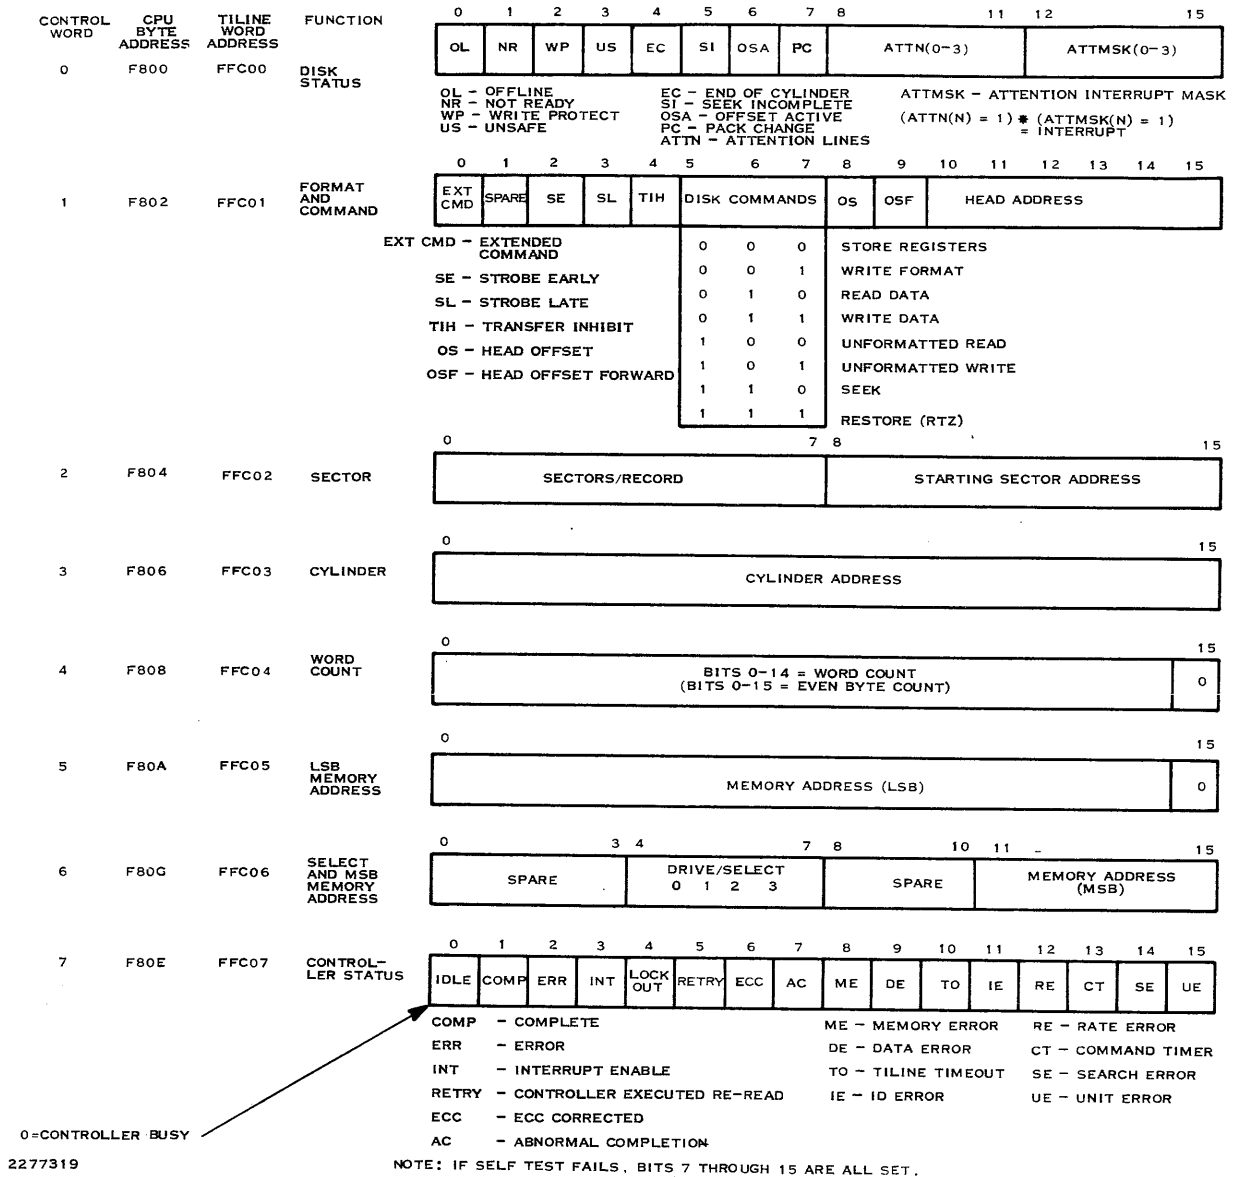 CONTROL WORD
CPU BYTE ADDRESS
TILINE WORD ADDRESS
FUNCTION
0 1 2 3 4 5 6 7 8 11 12 15
0 F800 FFC00 DISK STATUS
OL NR WP US EC SI OSA PC ATTN(0-3) ATTMSK(0-3)
OL - OFFLINE
NR - NOT READY
WP - WRITE PROTECT
US - UNSAFE
EC - END OF CYLINDER
SI - SEEK INCOMPLETE
OSA - OFFSET ACTIVE
PC - PACK CHANGE
ATTN - ATTENTION LINES
ATTMSK - ATTENTION INTERRUPT MASK
(ATTN(N) = 1) * (ATTMSK(N) = 1)
= INTERRUPT
0 1 2 3 4 5 6 7 8 9 10 11 12 13 14 15
1 F802 FFC01 FORMAT AND COMMAND
EXT CMD SPARE SE SL TIH DISK COMMANDS OS OSF HEAD ADDRESS
EXT CMD - EXTENDED COMMAND
SE - STROBE EARLY
SL - STROBE LATE
TIH - TRANSFER INHIBIT
OS - HEAD OFFSET
OSF - HEAD OFFSET FORWARD
0 0 0 STORE REGISTERS
0 0 1 WRITE FORMAT
0 1 0 READ DATA
0 1 1 WRITE DATA
1 0 0 UNFORMATTED READ
1 0 1 UNFORMATTED WRITE
1 1 0 SEEK
1 1 1 RESTORE (RTZ)
0 7 8 15
2 F804 FFC02 SECTOR
SECTORS/RECORD STARTING SECTOR ADDRESS
0 15
3 F806 FFC03 CYLINDER
CYLINDER ADDRESS
0 15
4 F808 FFC04 WORD COUNT
BITS 0-14 = WORD COUNT
(BITS 0-15 = EVEN BYTE COUNT)
0
0 15
5 F80A FFC05 LSB MEMORY ADDRESS
MEMORY ADDRESS (LSB) 0
0 3 4 7 8 10 11 15
6 F80C FFC06 SELECT AND MSB MEMORY ADDRESS
SPARE
DRIVE/SELECT
0 1 2 3
SPARE
MEMORY ADDRESS
(MSB)
0 1 2 3 4 5 6 7 8 9 10 11 12 13 14 15
7 F80E FFC07 CONTROL-LER STATUS
IDLE COMP ERR INT LOCK OUT RETRY ECC AC ME DE TO IE RE CT SE UE
COMP - COMPLETE
ERR - ERROR
INT - INTERRUPT ENABLE
RETRY - CONTROLLER EXECUTED RE-READ
ECC - ECC CORRECTED
AC - ABNORMAL COMPLETION
ME - MEMORY ERROR
DE - DATA ERROR
TO - TILINE TIMEOUT
IE - ID ERROR
RE - RATE ERROR
CT - COMMAND TIMER
SE - SEARCH ERROR
UE - UNIT ERROR
0=CONTROLLER BUSY
2277319
NOTE: IF SELF TEST FAILS, BITS 7 THROUGH 15 ARE ALL SET.